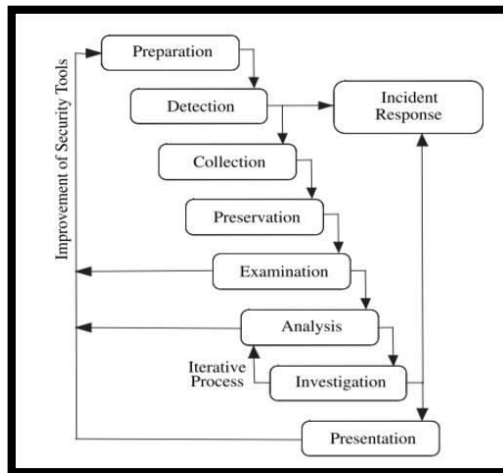 Improvement of Security Tools
Preparation
Detection
Incident
Response
Collection
Preservation
Examination
Analysis
Iterative
Process
Investigation
Presentation